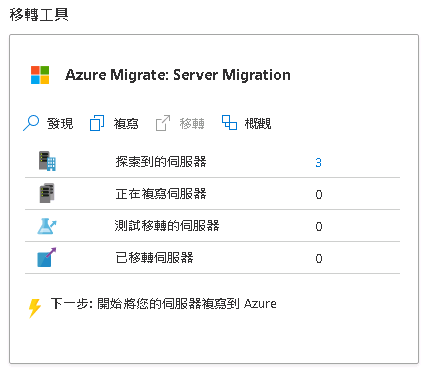 移轉工具
Azure Migrate: Server Migration
發現 複寫 移轉 概觀
探索到的伺服器 3
正在複寫伺服器 0
測試移轉的伺服器 0
已移轉伺服器 0
下一步: 開始將您的伺服器複寫到 Azure